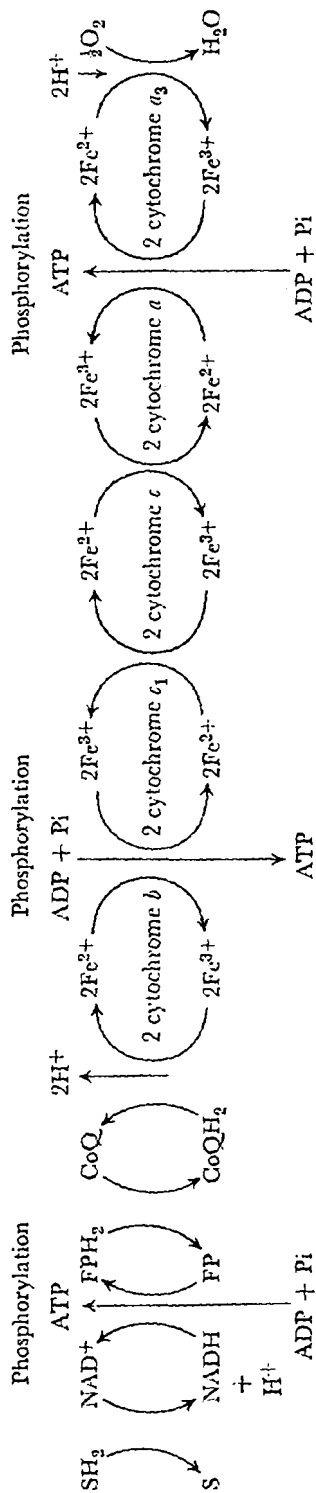 Phosphorylation Phosphorylation Phosphorylation
ATP ADP + Pi ATP
SH₂ NAD⁺ FPH₂ CoQ 2H⁺ 2Fe²⁺ 2Fe³⁺ 2Fe²⁺ 2Fe³⁺ 2Fe²⁺ 2H⁺ ½O₂
2 cytochrome b 2 cytochrome c₁ 2 cytochrome c 2 cytochrome a 2 cytochrome a₃
S NADH FP CoQH₂ 2Fe³⁺ 2Fe²⁺ 2Fe³⁺ 2Fe²⁺ 2Fe³⁺ H₂O
+
H⁺
ADP + Pi ATP ADP + Pi